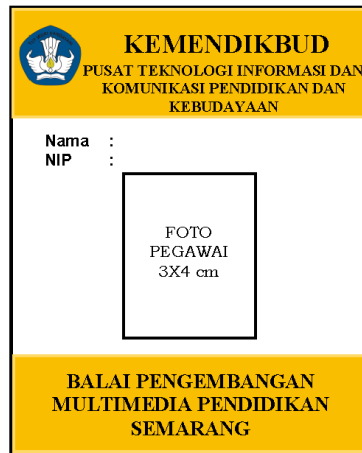 KEMENDIKBUD
PUSAT TEKNOLOGI INFORMASI DAN
KOMUNIKASI PENDIDIKAN DAN
KEBUDAYAAN
Nama :
NIP :
FOTO
PEGAWAI
3X4 cm
BALAI PENGEMBANGAN
MULTIMEDIA PENDIDIKAN
SEMARANG